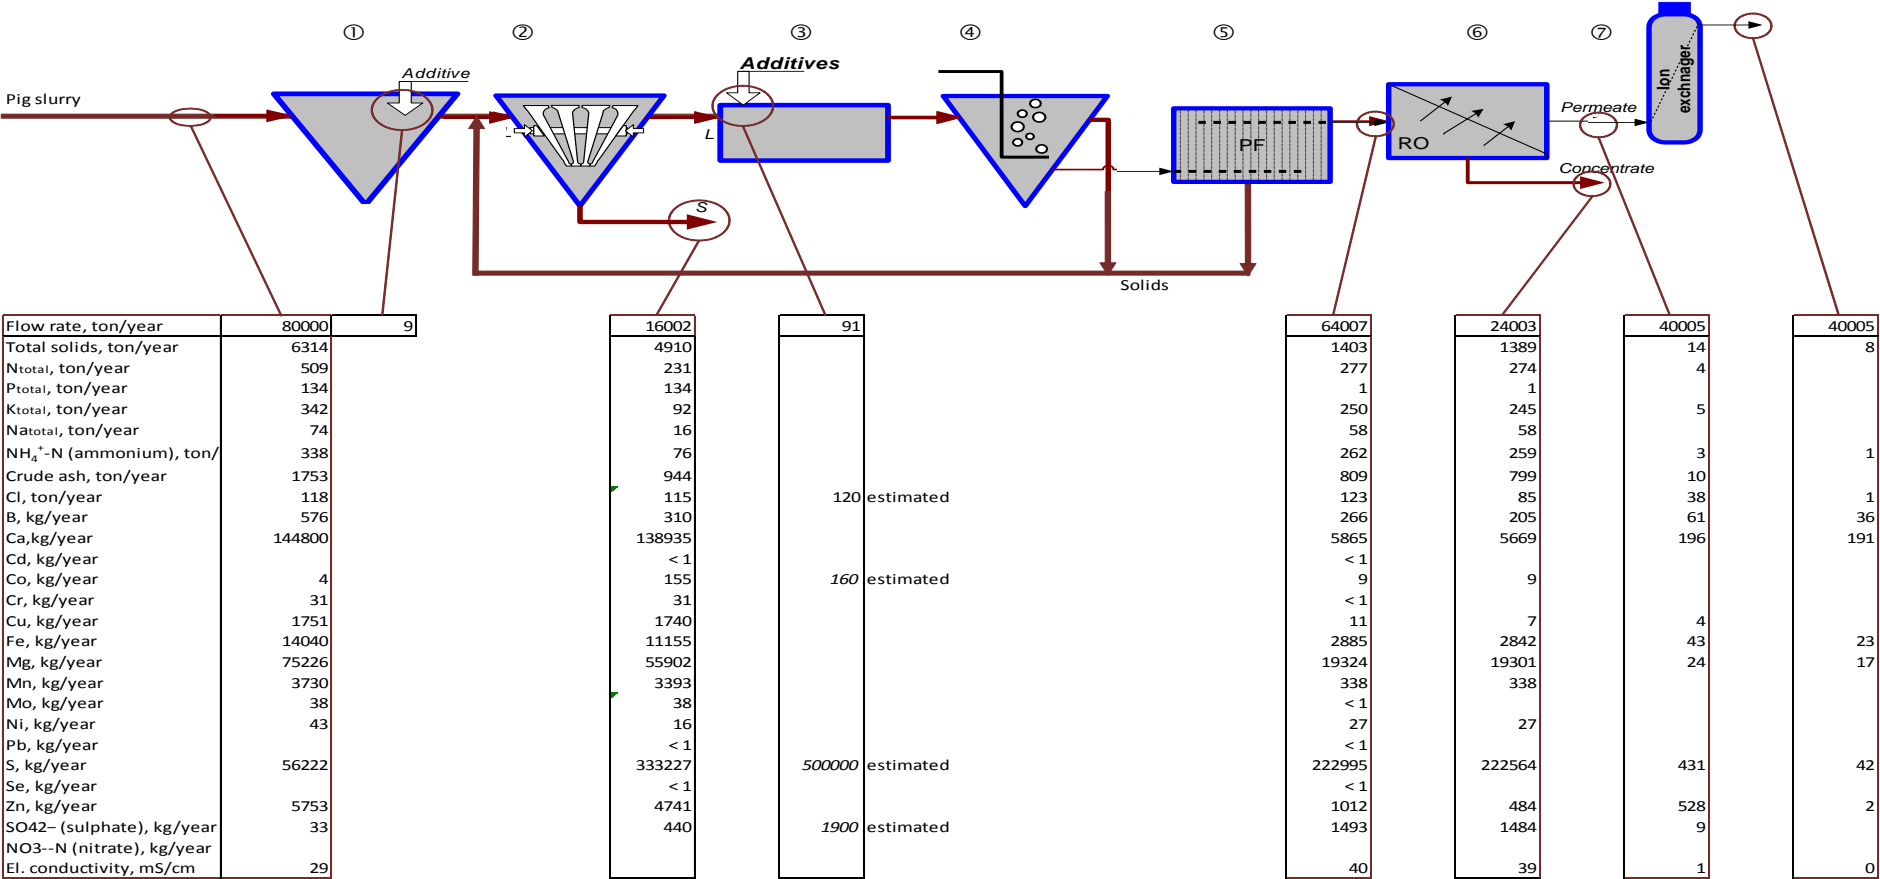 ① ② ③ ④ ⑤ ⑥ ⑦
Pig slurry
Additive
Additives
L
S
Solids
PF
RO
Permeate
Concentrate
Ion exchnager
Flow rate, ton/year 80000 9 16002 91 64007 24003 40005 40005
Total solids, ton/year 6314 4910 1403 1389 14 8
Ntotal, ton/year 509 231 277 274 4
Ptotal, ton/year 134 134 1 1
Ktotal, ton/year 342 92 250 245 5
Natotal, ton/year 74 16 58 58
NH₄⁺-N (ammonium), ton/ 338 76 262 259 3 1
Crude ash, ton/year 1753 944 809 799 10
Cl, ton/year 118 115 120 estimated 123 85 38 1
B, kg/year 576 310 266 205 61 36
Ca,kg/year 144800 138935 5865 5669 196 191
Cd, kg/year < 1 < 1
Co, kg/year 4 155 160 estimated 9 9
Cr, kg/year 31 31 < 1
Cu, kg/year 1751 1740 11 7 4
Fe, kg/year 14040 11155 2885 2842 43 23
Mg, kg/year 75226 55902 19324 19301 24 17
Mn, kg/year 3730 3393 338 338
Mo, kg/year 38 38 < 1
Ni, kg/year 43 16 27 27
Pb, kg/year < 1 < 1
S, kg/year 56222 333227 500000 estimated 222995 222564 431 42
Se, kg/year < 1 < 1
Zn, kg/year 5753 4741 1012 484 528 2
SO42− (sulphate), kg/year 33 440 1900 estimated 1493 1484 9
NO3--N (nitrate), kg/year
El. conductivity, mS/cm 29 40 39 1 0